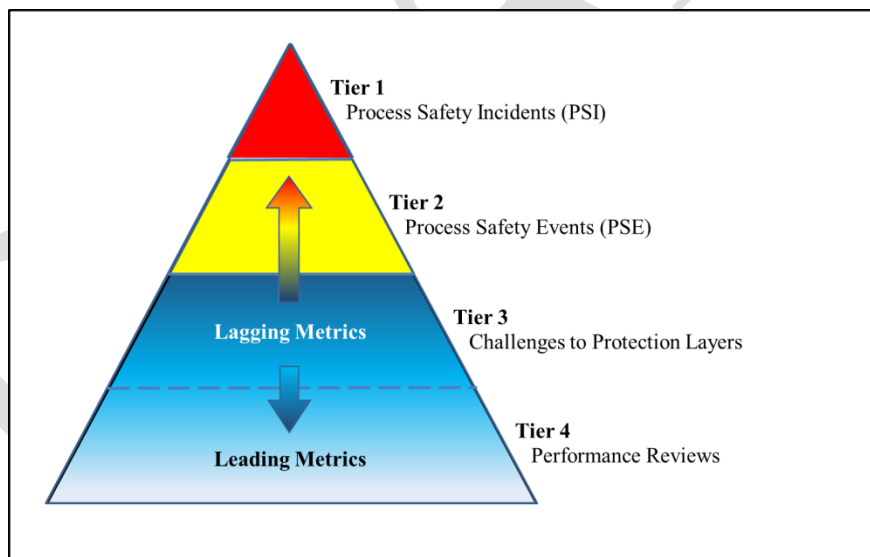 Tier 1
Process Safety Incidents (PSI)
Tier 2
Process Safety Events (PSE)
Lagging Metrics
Tier 3
Challenges to Protection Layers
Tier 4
Leading Metrics
Performance Reviews